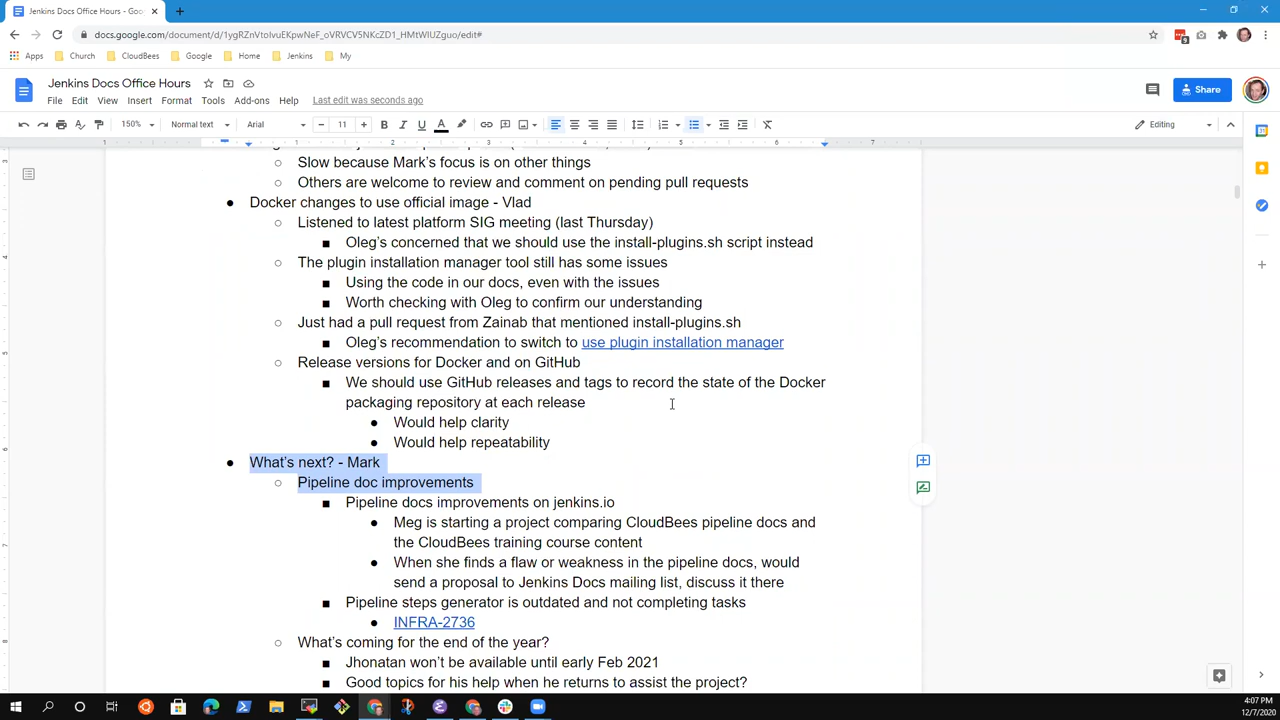 Jenkins Docs Office Hours - Goo
docs.google.com/document/d/1ygRZnVtoIvuEKpwNeF_oVRVCV5NKcZD1_HMtWIUZguo/edit#
Apps Church CloudBees Google Home Jenkins My
Jenkins Docs Office Hours
File Edit View Insert Format Tools Add-ons Help Last edit was seconds ago
Share
150% Normal text Arial 11 Editing
1 2 3 4 5 6 7
Slow because Mark's focus is on other things
Others are welcome to review and comment on pending pull requests
Docker changes to use official image - Vlad
Listened to latest platform SIG meeting (last Thursday)
Oleg's concerned that we should use the install-plugins.sh script instead
The plugin installation manager tool still has some issues
Using the code in our docs, even with the issues
Worth checking with Oleg to confirm our understanding
Just had a pull request from Zainab that mentioned install-plugins.sh
Oleg's recommendation to switch to use plugin installation manager
Release versions for Docker and on GitHub
We should use GitHub releases and tags to record the state of the Docker
packaging repository at each release
Would help clarity
Would help repeatability
What's next? - Mark
Pipeline doc improvements
Pipeline docs improvements on jenkins.io
Meg is starting a project comparing CloudBees pipeline docs and
the CloudBees training course content
When she finds a flaw or weakness in the pipeline docs, would
send a proposal to Jenkins Docs mailing list, discuss it there
Pipeline steps generator is outdated and not completing tasks
INFRA-2736
What's coming for the end of the year?
Jhonatan won't be available until early Feb 2021
Good topics for his help when he returns to assist the project?
4:07 PM
12/7/2020